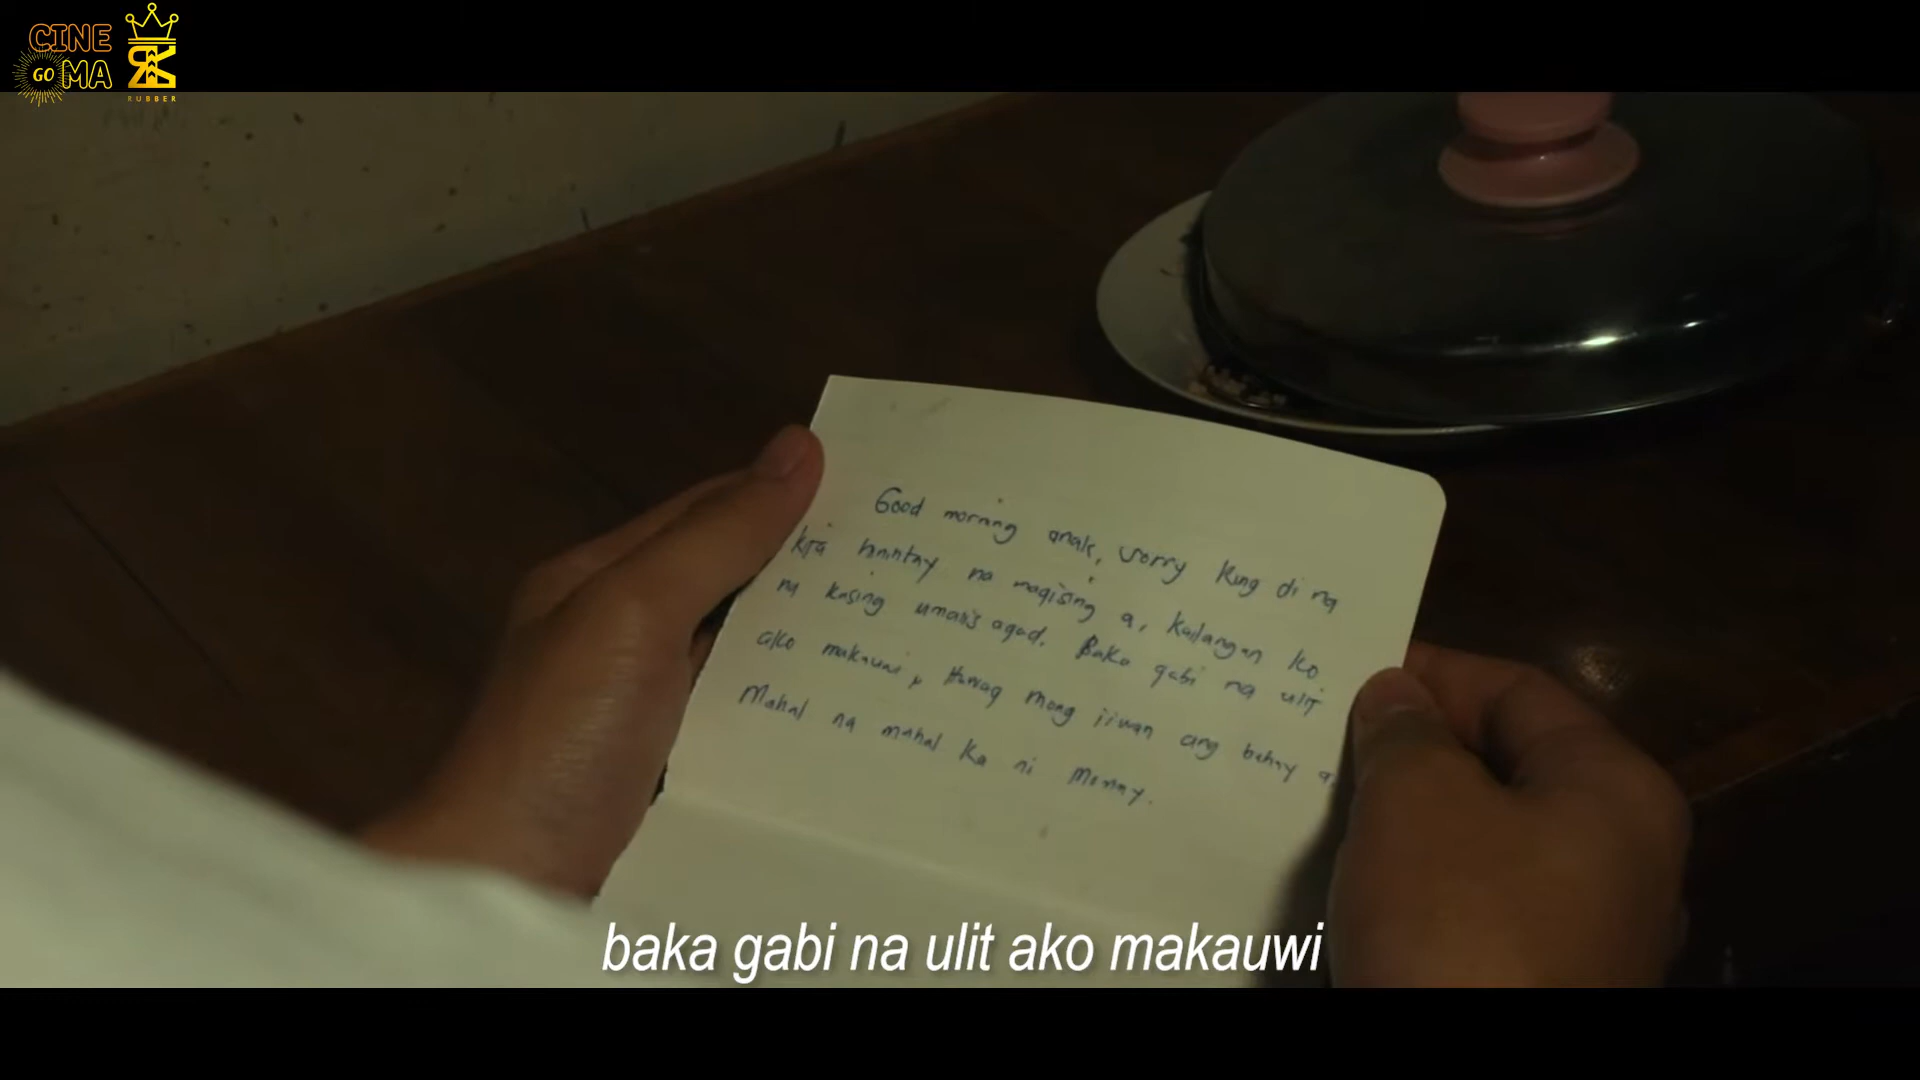 CINE
GO MA
RUBBER
Good morning anak, sorry kung di na
kita hinintay na magising a, kailangan ko
na kasing umalis agad. Baka gabi na ulit
ako makauwi, Huwag mong iiwan ang bahay a,
Mahal na mahal ka ni Mommy.
baka gabi na ulit ako makauwi